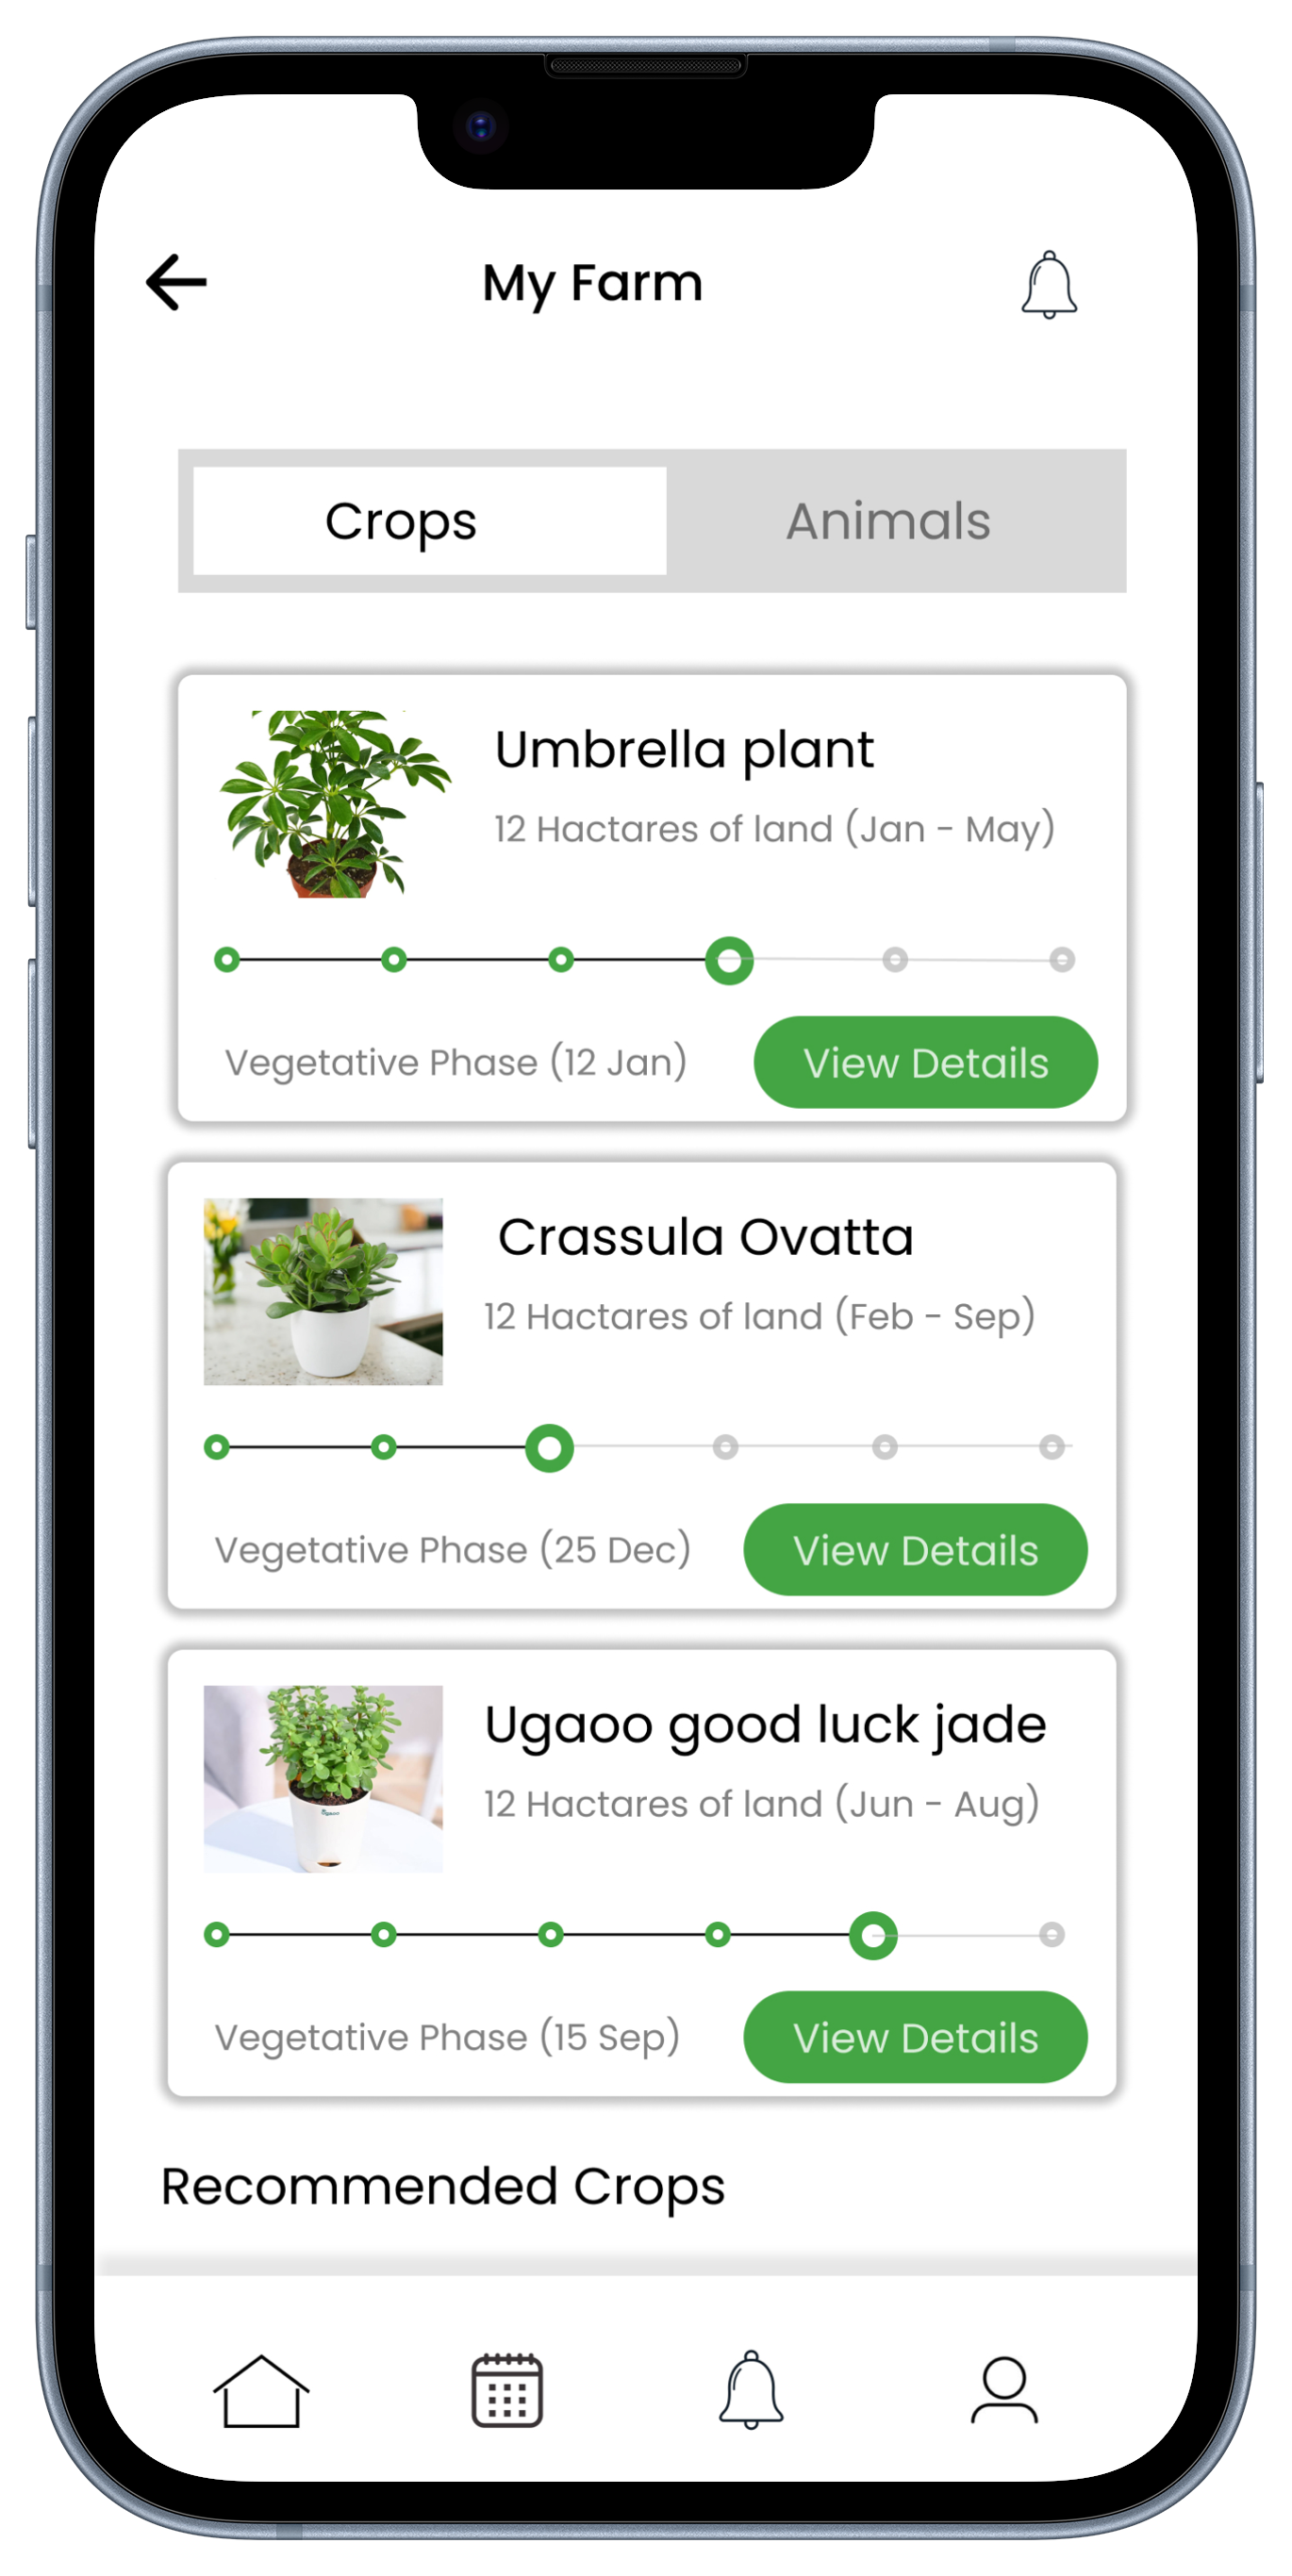 My Farm
Crops
Animals
Umbrella plant
12 Hactares of land (Jan - May)
Vegetative Phase (12 Jan)
View Details
Crassula Ovatta
12 Hactares of land (Feb - Sep)
Vegetative Phase (25 Dec)
View Details
Ugaoo good luck jade
12 Hactares of land (Jun - Aug)
Vegetative Phase (15 Sep)
View Details
Recommended Crops